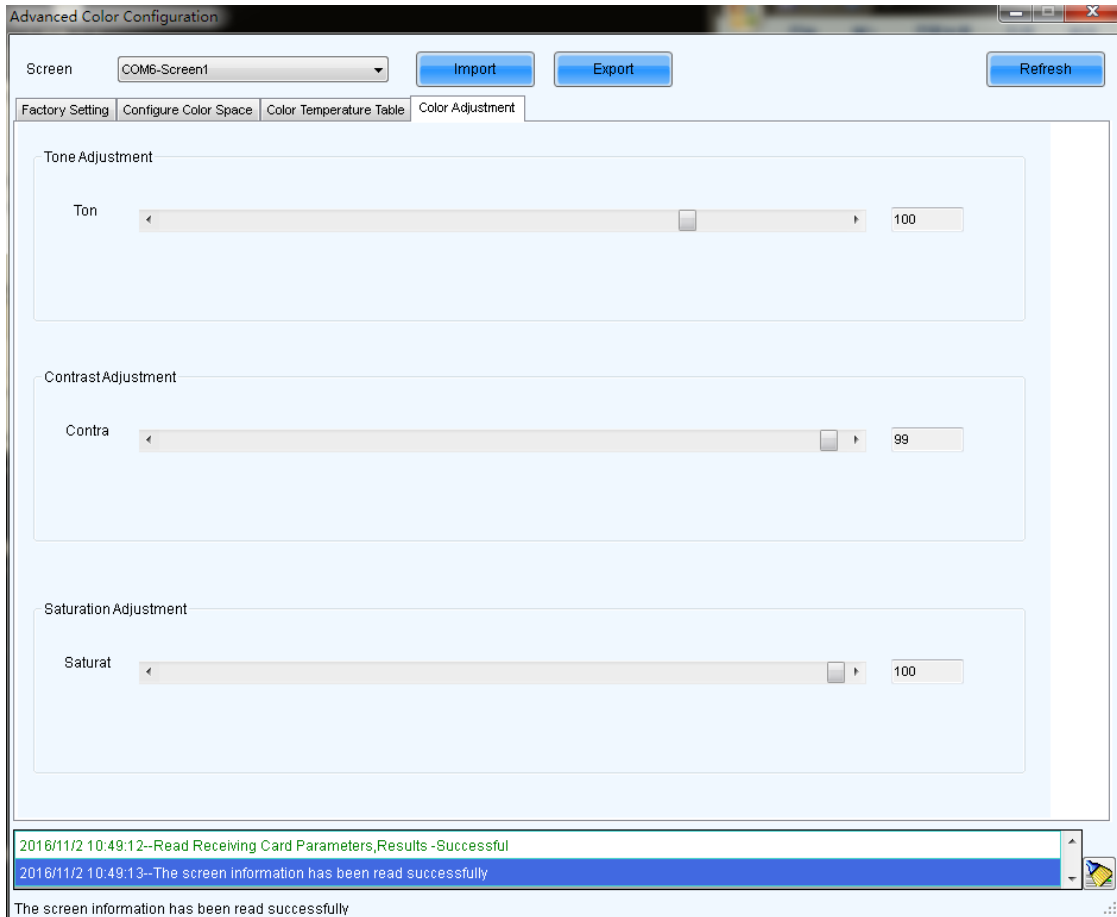 Advanced Color Configuration
Screen COM6-Screen1 Import Export Refresh
Factory Setting Configure Color Space Color Temperature Table Color Adjustment
Tone Adjustment
Ton 100
Contrast Adjustment
Contra 99
Saturation Adjustment
Saturat 100
2016/11/2 10:49:12--Read Receiving Card Parameters,Results -Successful
2016/11/2 10:49:13--The screen information has been read successfully
The screen information has been read successfully